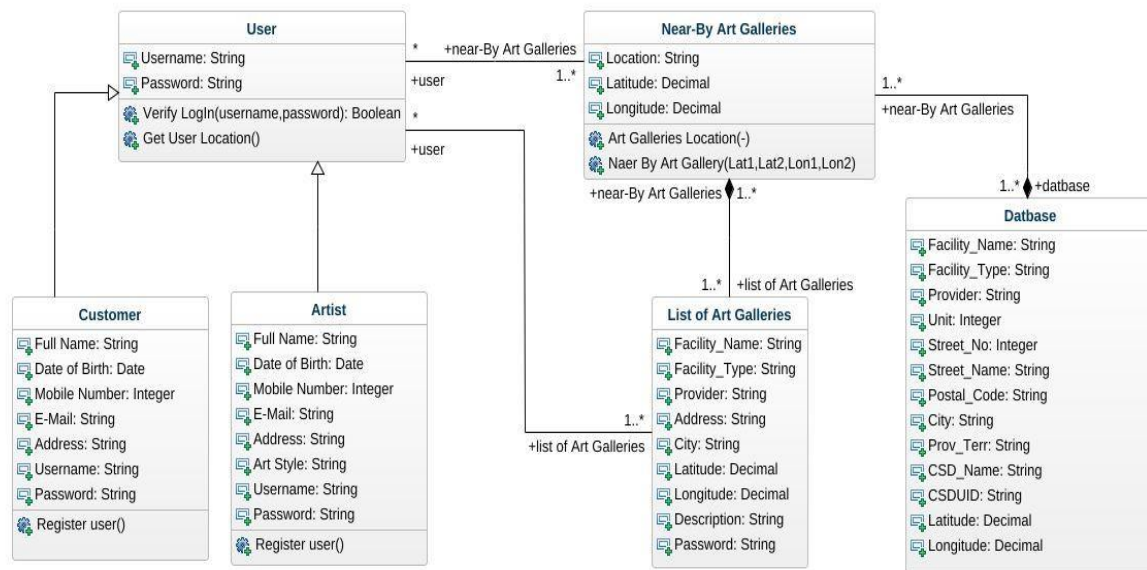 User
Username: String
Password: String
Verify LogIn(username,password): Boolean
Get User Location()
*
+near-By Art Galleries
+user
1..*
*
+user
Near-By Art Galleries
Location: String
Latitude: Decimal
Longitude: Decimal
Art Galleries Location(-)
Naer By Art Gallery(Lat1,Lat2,Lon1,Lon2)
1..*
+near-By Art Galleries
+near-By Art Galleries
1..*
1..*
+datbase
Datbase
Facility_Name: String
Facility_Type: String
Provider: String
Unit: Integer
Street_No: Integer
Street_Name: String
Postal_Code: String
City: String
Prov_Terr: String
CSD_Name: String
CSDUID: String
Latitude: Decimal
Longitude: Decimal
Customer
Full Name: String
Date of Birth: Date
Mobile Number: Integer
E-Mail: String
Address: String
Username: String
Password: String
Register user()
Artist
Full Name: String
Date of Birth: Date
Mobile Number: Integer
E-Mail: String
Address: String
Art Style: String
Username: String
Password: String
Register user()
1..*
+list of Art Galleries
1..*
+list of Art Galleries
List of Art Galleries
Facility_Name: String
Facility_Type: String
Provider: String
Address: String
City: String
Latitude: Decimal
Longitude: Decimal
Description: String
Password: String